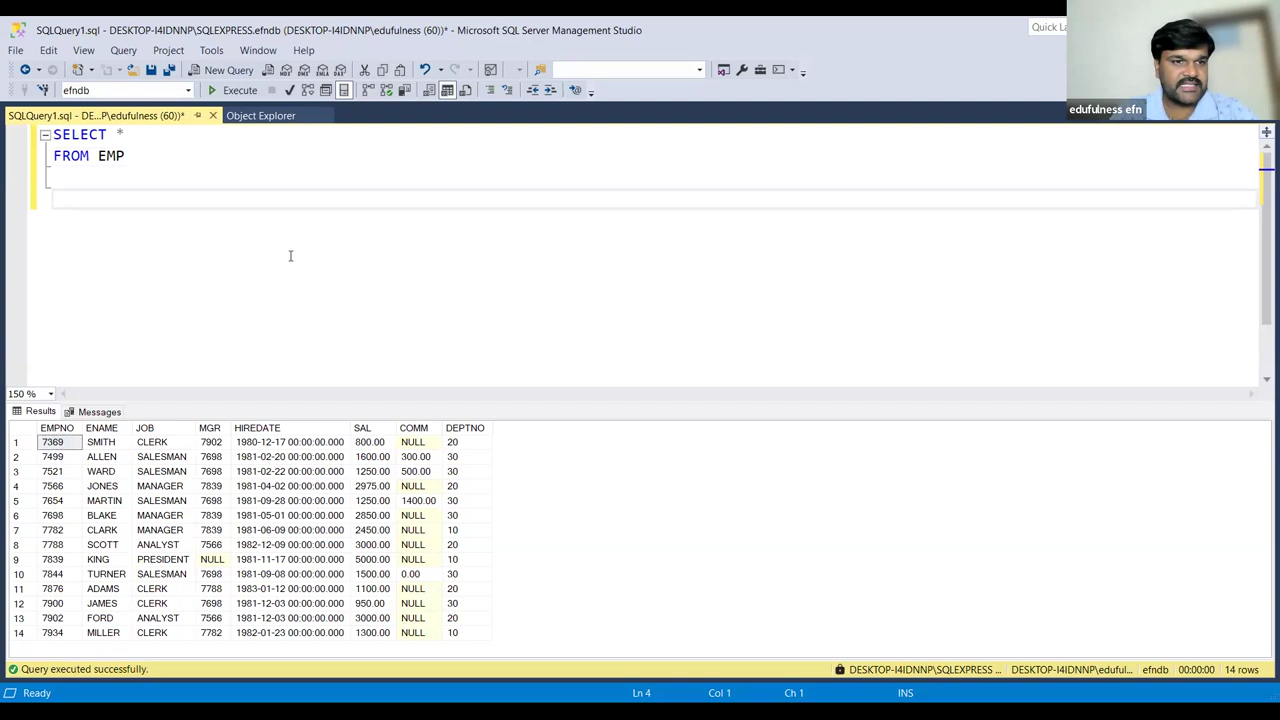 SQLQuery1.sql - DESKTOP-I4IDNNP\SQLEXPRESS.efndb (DESKTOP-I4IDNNP\edufulness (60))* - Microsoft SQL Server Management Studio
Quick La
File Edit View Query Project Tools Window Help
New Query
efndb Execute
edufulness efn
SQLQuery1.sql - DE...P\edufulness (60))* Object Explorer
SELECT *
FROM EMP
150 %
Results Messages
EMPNO ENAME JOB MGR HIREDATE SAL COMM DEPTNO
1 7369 SMITH CLERK 7902 1980-12-17 00:00:00.000 800.00 NULL 20
2 7499 ALLEN SALESMAN 7698 1981-02-20 00:00:00.000 1600.00 300.00 30
3 7521 WARD SALESMAN 7698 1981-02-22 00:00:00.000 1250.00 500.00 30
4 7566 JONES MANAGER 7839 1981-04-02 00:00:00.000 2975.00 NULL 20
5 7654 MARTIN SALESMAN 7698 1981-09-28 00:00:00.000 1250.00 1400.00 30
6 7698 BLAKE MANAGER 7839 1981-05-01 00:00:00.000 2850.00 NULL 30
7 7782 CLARK MANAGER 7839 1981-06-09 00:00:00.000 2450.00 NULL 10
8 7788 SCOTT ANALYST 7566 1982-12-09 00:00:00.000 3000.00 NULL 20
9 7839 KING PRESIDENT NULL 1981-11-17 00:00:00.000 5000.00 NULL 10
10 7844 TURNER SALESMAN 7698 1981-09-08 00:00:00.000 1500.00 0.00 30
11 7876 ADAMS CLERK 7788 1983-01-12 00:00:00.000 1100.00 NULL 20
12 7900 JAMES CLERK 7698 1981-12-03 00:00:00.000 950.00 NULL 30
13 7902 FORD ANALYST 7566 1981-12-03 00:00:00.000 3000.00 NULL 20
14 7934 MILLER CLERK 7782 1982-01-23 00:00:00.000 1300.00 NULL 10
Query executed successfully. DESKTOP-I4IDNNP\SQLEXPRESS ... DESKTOP-I4IDNNP\eduful... efndb 00:00:00 14 rows
Ready Ln 4 Col 1 Ch 1 INS